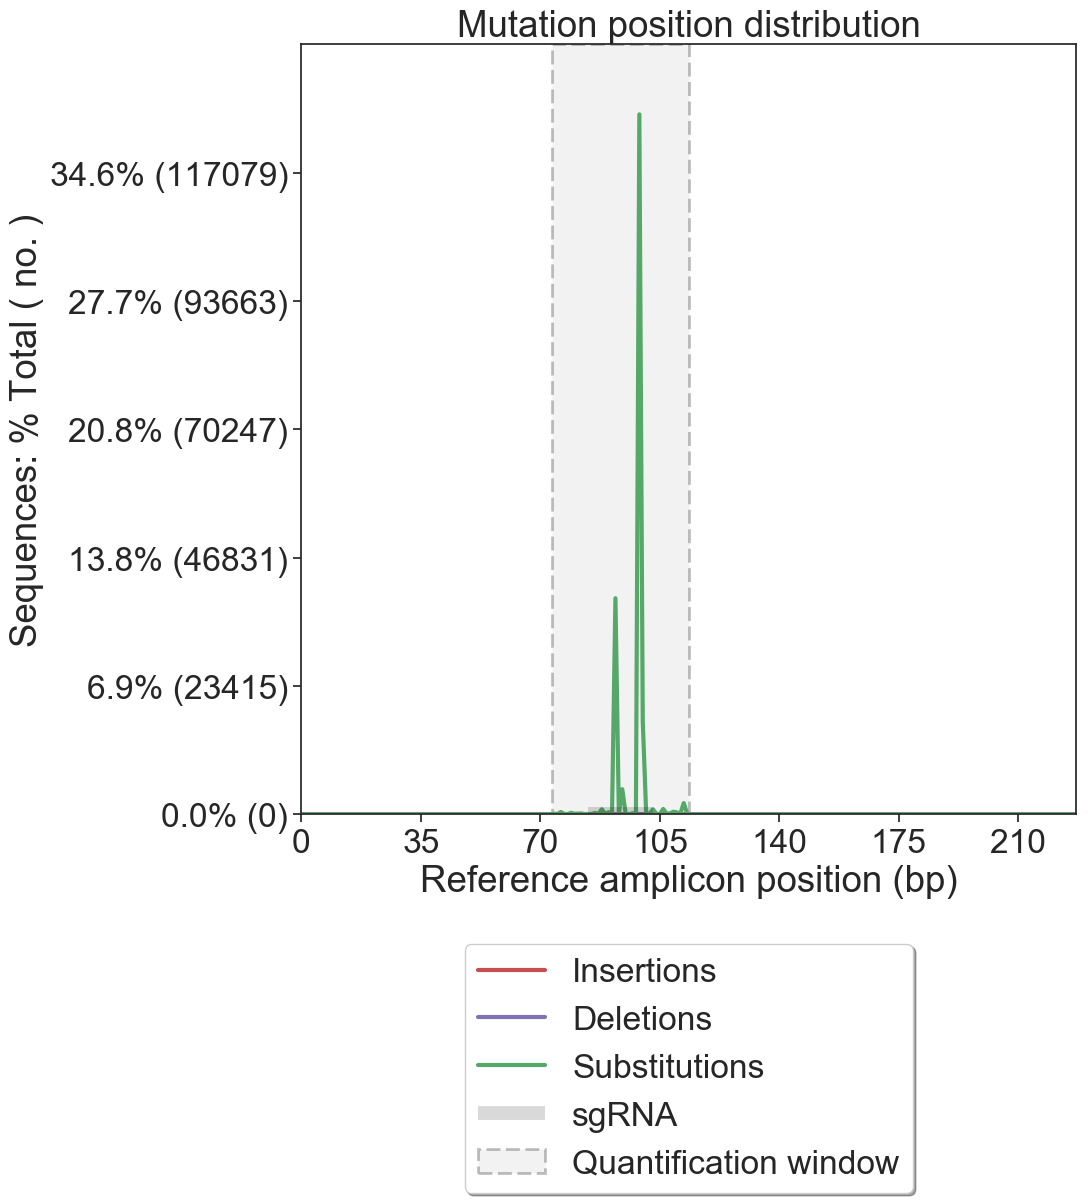 Mutation position distribution
Sequences: % Total ( no. )
34.6% (117079)
27.7% (93663)
20.8% (70247)
13.8% (46831)
6.9% (23415)
0.0% (0)
0 35 70 105 140 175 210
Reference amplicon position (bp)
Insertions
Deletions
Substitutions
sgRNA
Quantification window